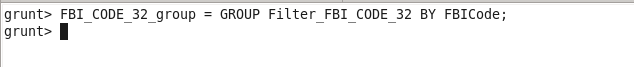 grunt> FBI_CODE_32_group = GROUP Filter_FBI_CODE_32 BY FBICode;
grunt>